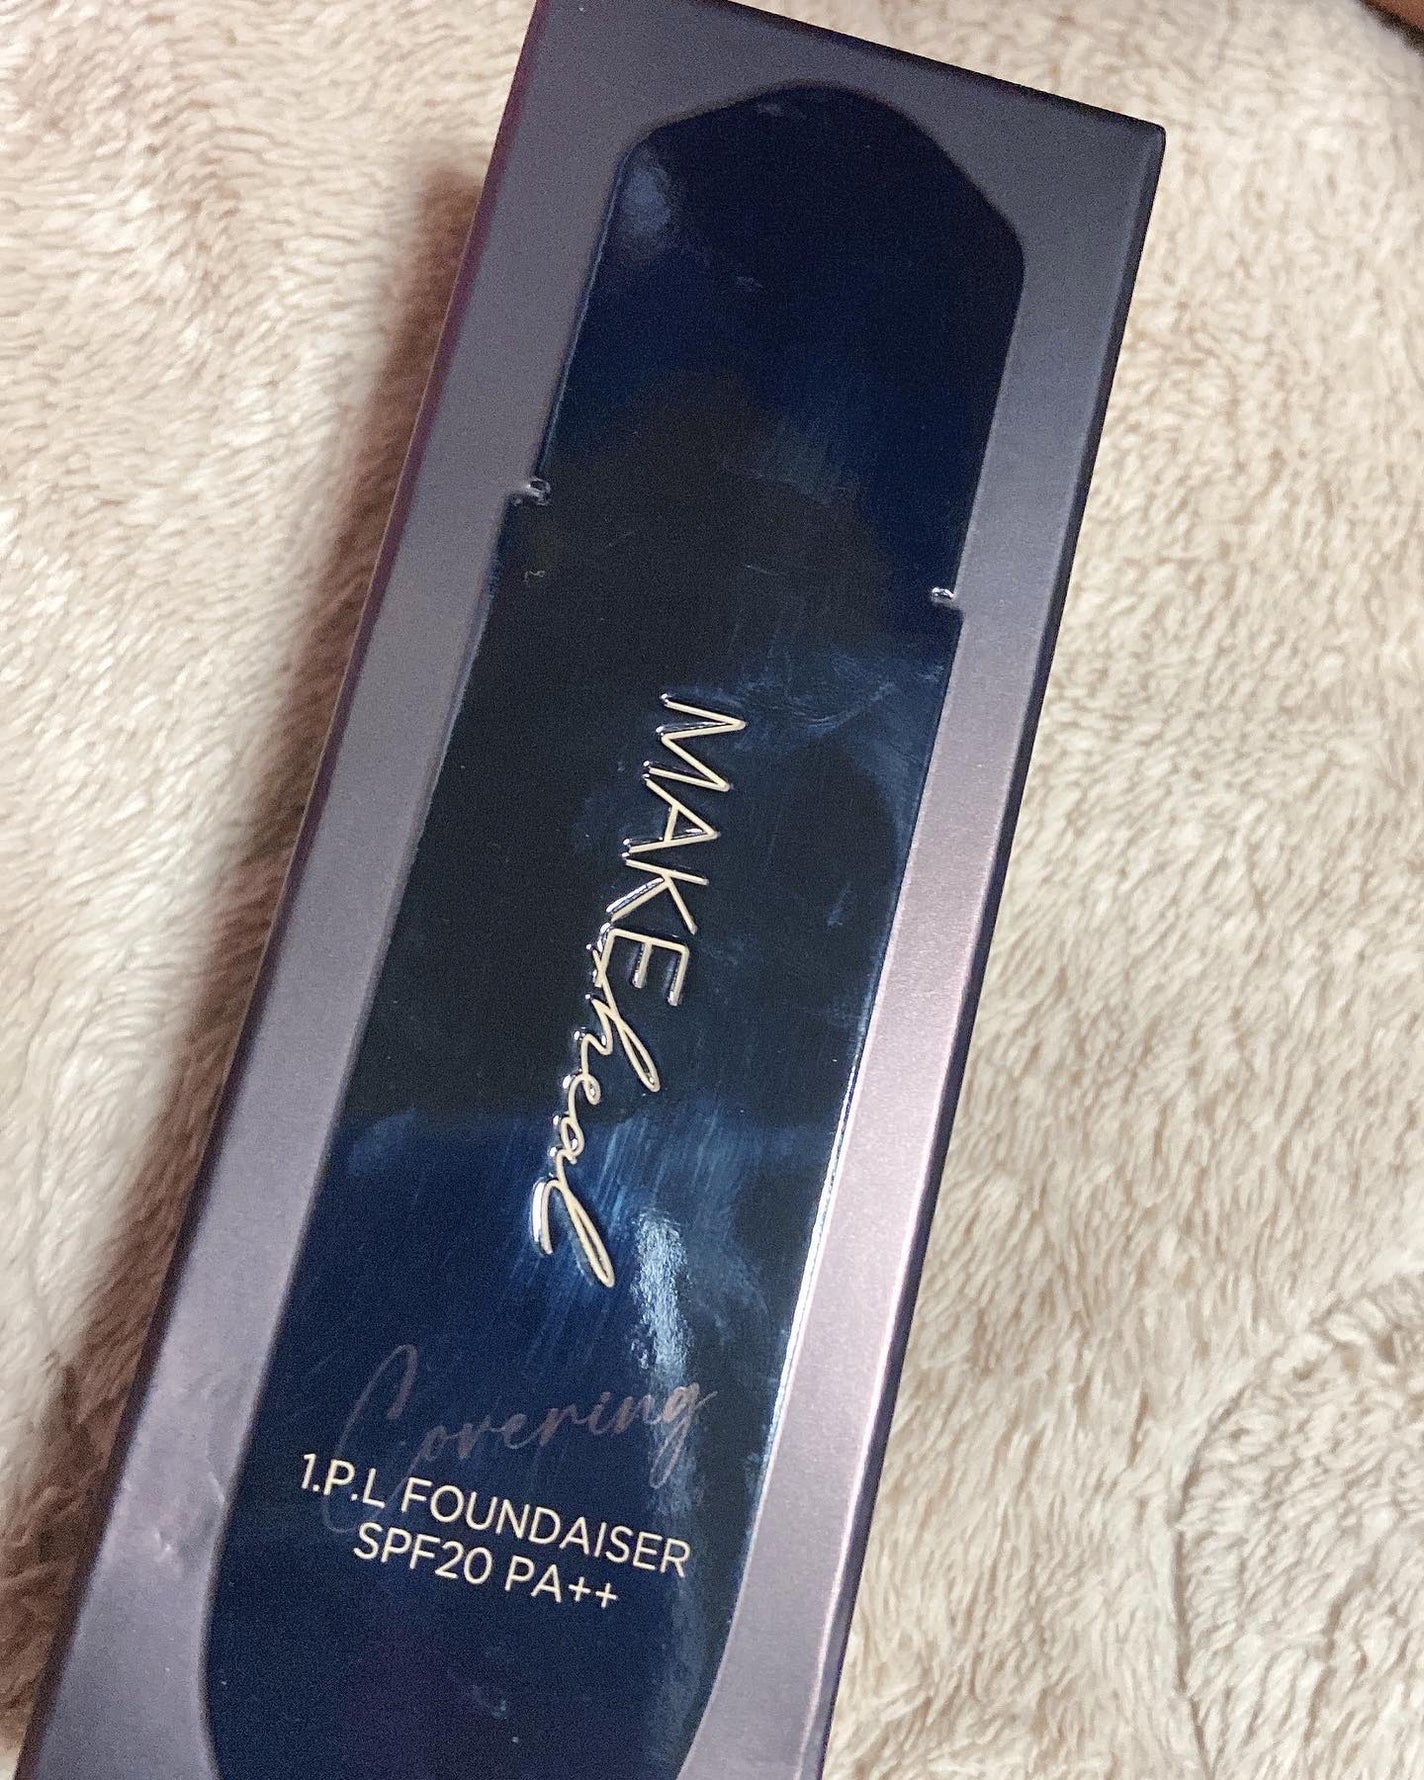 MAKEheal
Covering
1.P.L FOUNDAISER
SPF20 PA++